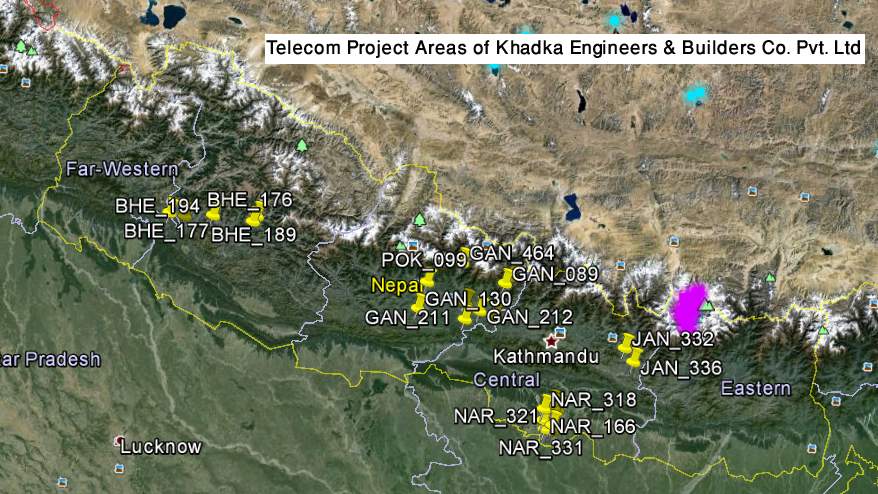 Telecom Project Areas of Khadka Engineers & Builders Co. Pvt. Ltd
Far-Western
BHE_194
BHE_176
BHE_177
BHE_189
POK_099
GAN_464
GAN_089
Nepal
GAN_130
GAN_211
GAN_212
JAN_332
Kathmandu
JAN_336
ar Pradesh
Central
Eastern
NAR_318
NAR_321
NAR_166
NAR_331
Lucknow